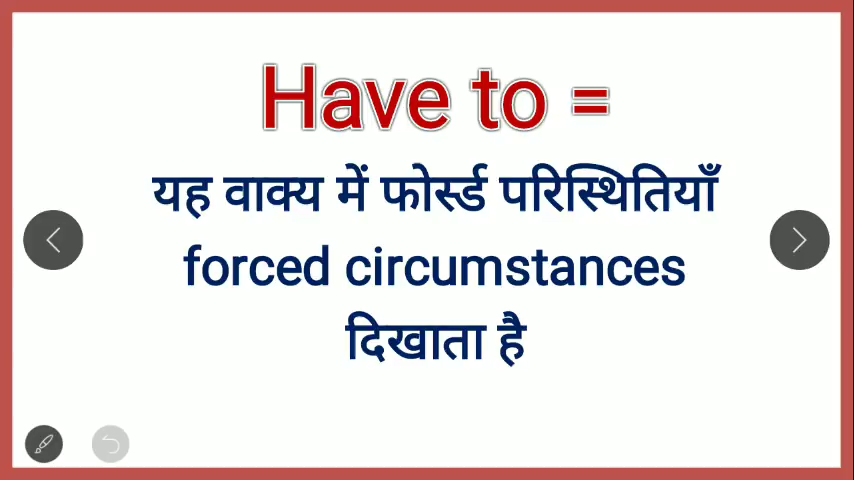 Have to =
यह वाक्य में फोर्स्ड परिस्थितियाँ
forced circumstances
दिखाता है